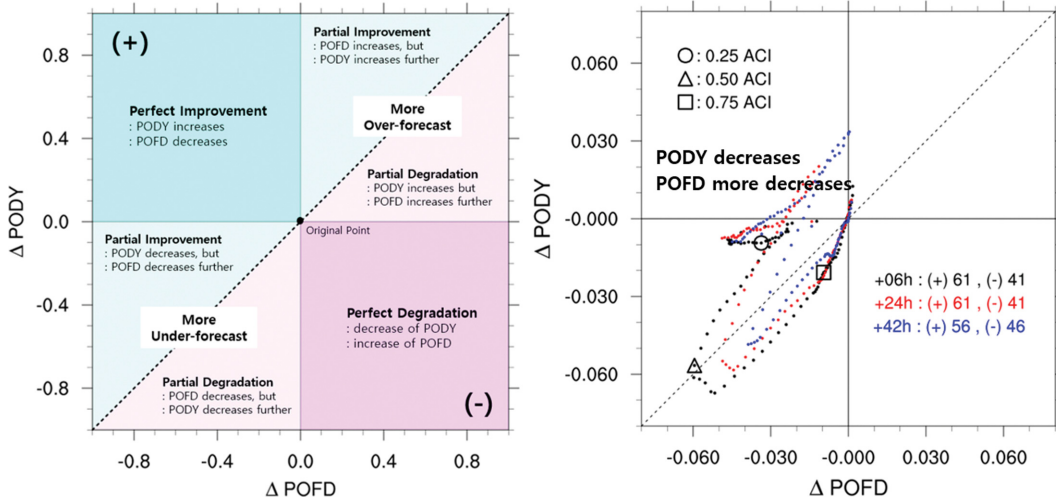 (+)
Partial Improvement
: POFD increases, but
: PODY increases further
Perfect Improvement
: PODY increases
: POFD decreases
More
Over-forecast
Partial Degradation
: PODY increases but
: POFD increases further
Original Point
Partial Improvement
: PODY decreases, but
: POFD decreases further
More
Under-forecast
Perfect Degradation
: decrease of PODY
: increase of POFD
Partial Degradation
: POFD decreases, but
: PODY decreases further
(-)
0.8
0.4
0.0
-0.4
-0.8
Δ PODY
-0.8 -0.4 0.0 0.4 0.8
Δ POFD
: 0.25 ACI
: 0.50 ACI
: 0.75 ACI
PODY decreases
POFD more decreases
+06h : (+) 61 , (-) 41
+24h : (+) 61 , (-) 41
+42h : (+) 56 , (-) 46
0.060
0.030
-0.000
-0.030
-0.060
Δ PODY
-0.060 -0.030 -0.000 0.030 0.060
Δ POFD